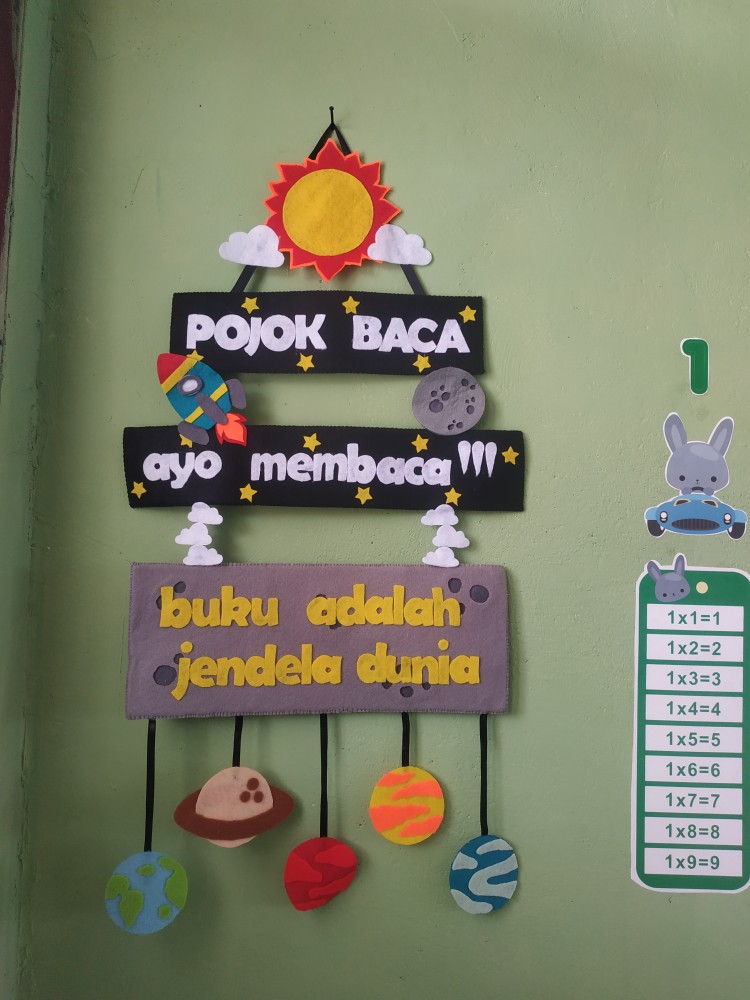 POJOK BACA
ayo membaca!!!
buku adalah
jendela dunia
1
1x1=1
1x2=2
1x3=3
1x4=4
1x5=5
1x6=6
1x7=7
1x8=8
1x9=9